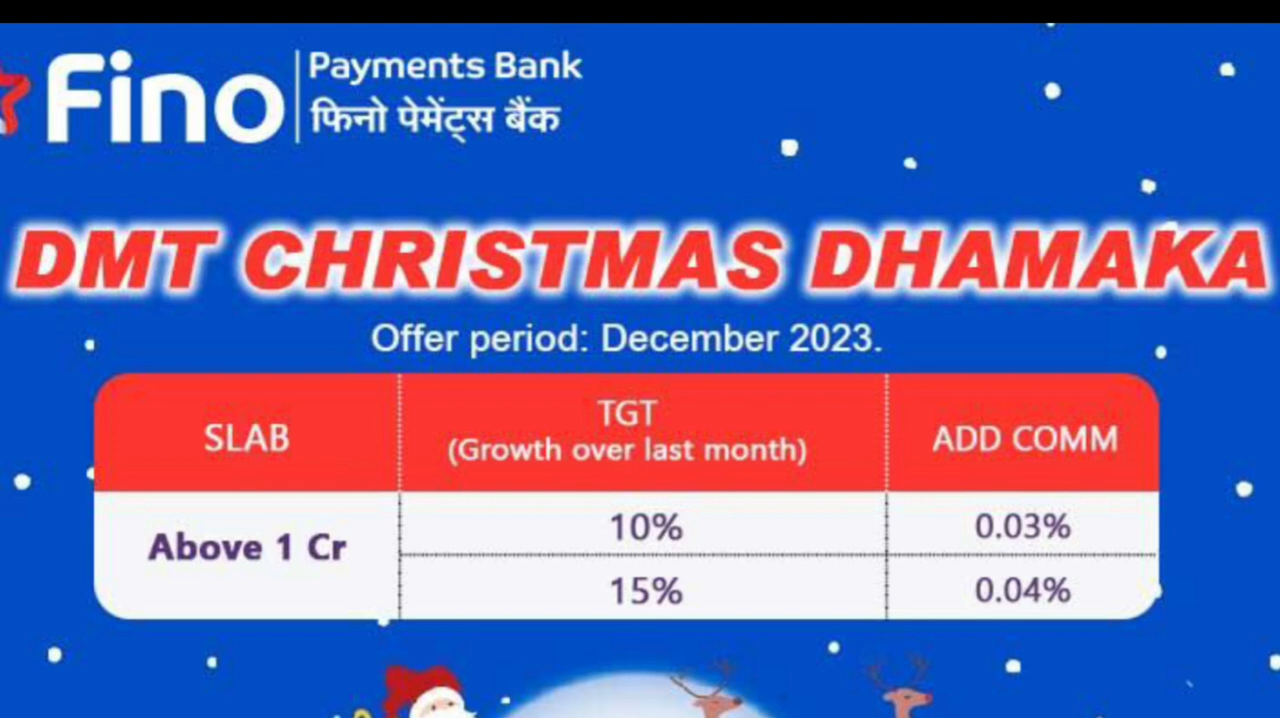 Fino
Payments Bank
फिनो पेमेंट्स बैंक
DMT CHRISTMAS DHAMAKA
Offer period: December 2023.
SLAB
TGT
(Growth over last month)
ADD COMM
Above 1 Cr
10%
0.03%
15%
0.04%